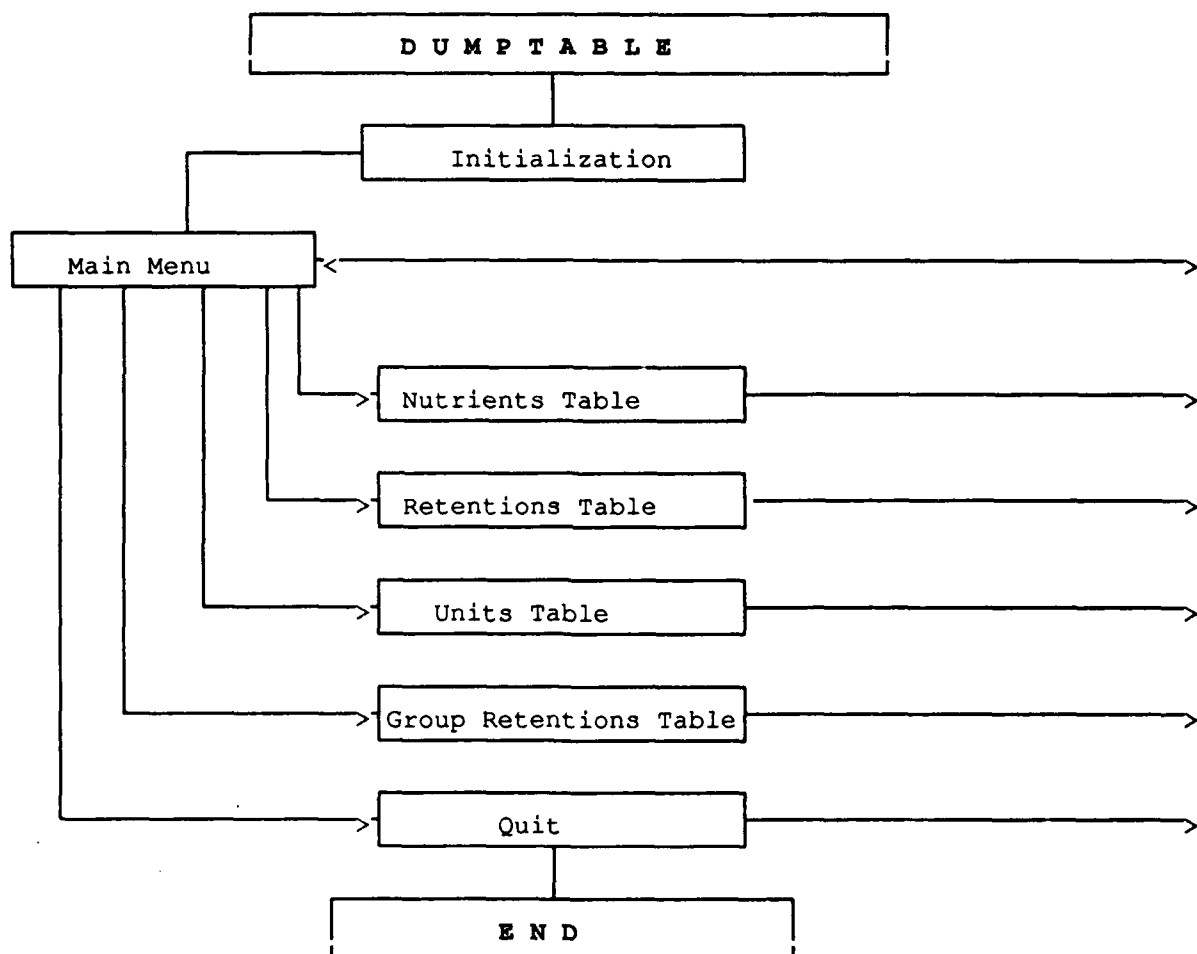 D U M P T A B L E
Initialization
Main Menu
Nutrients Table
Retentions Table
Units Table
Group Retentions Table
Quit
E N D